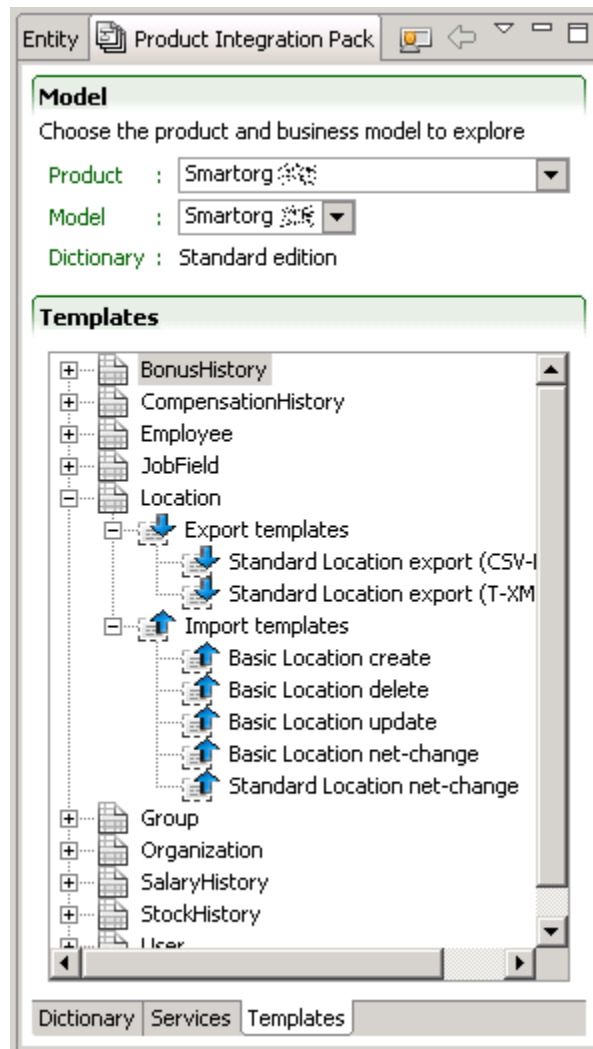 Entity Product Integration Pack
Model
Choose the product and business model to explore
Product : Smartorg
Model : Smartorg
Dictionary : Standard edition
Templates
BonusHistory
CompensationHistory
Employee
JobField
Location
Export templates
Standard Location export (CSV-
Standard Location export (T-XM
Import templates
Basic Location create
Basic Location delete
Basic Location update
Basic Location net-change
Standard Location net-change
Group
Organization
SalaryHistory
StockHistory
User
Dictionary Services Templates